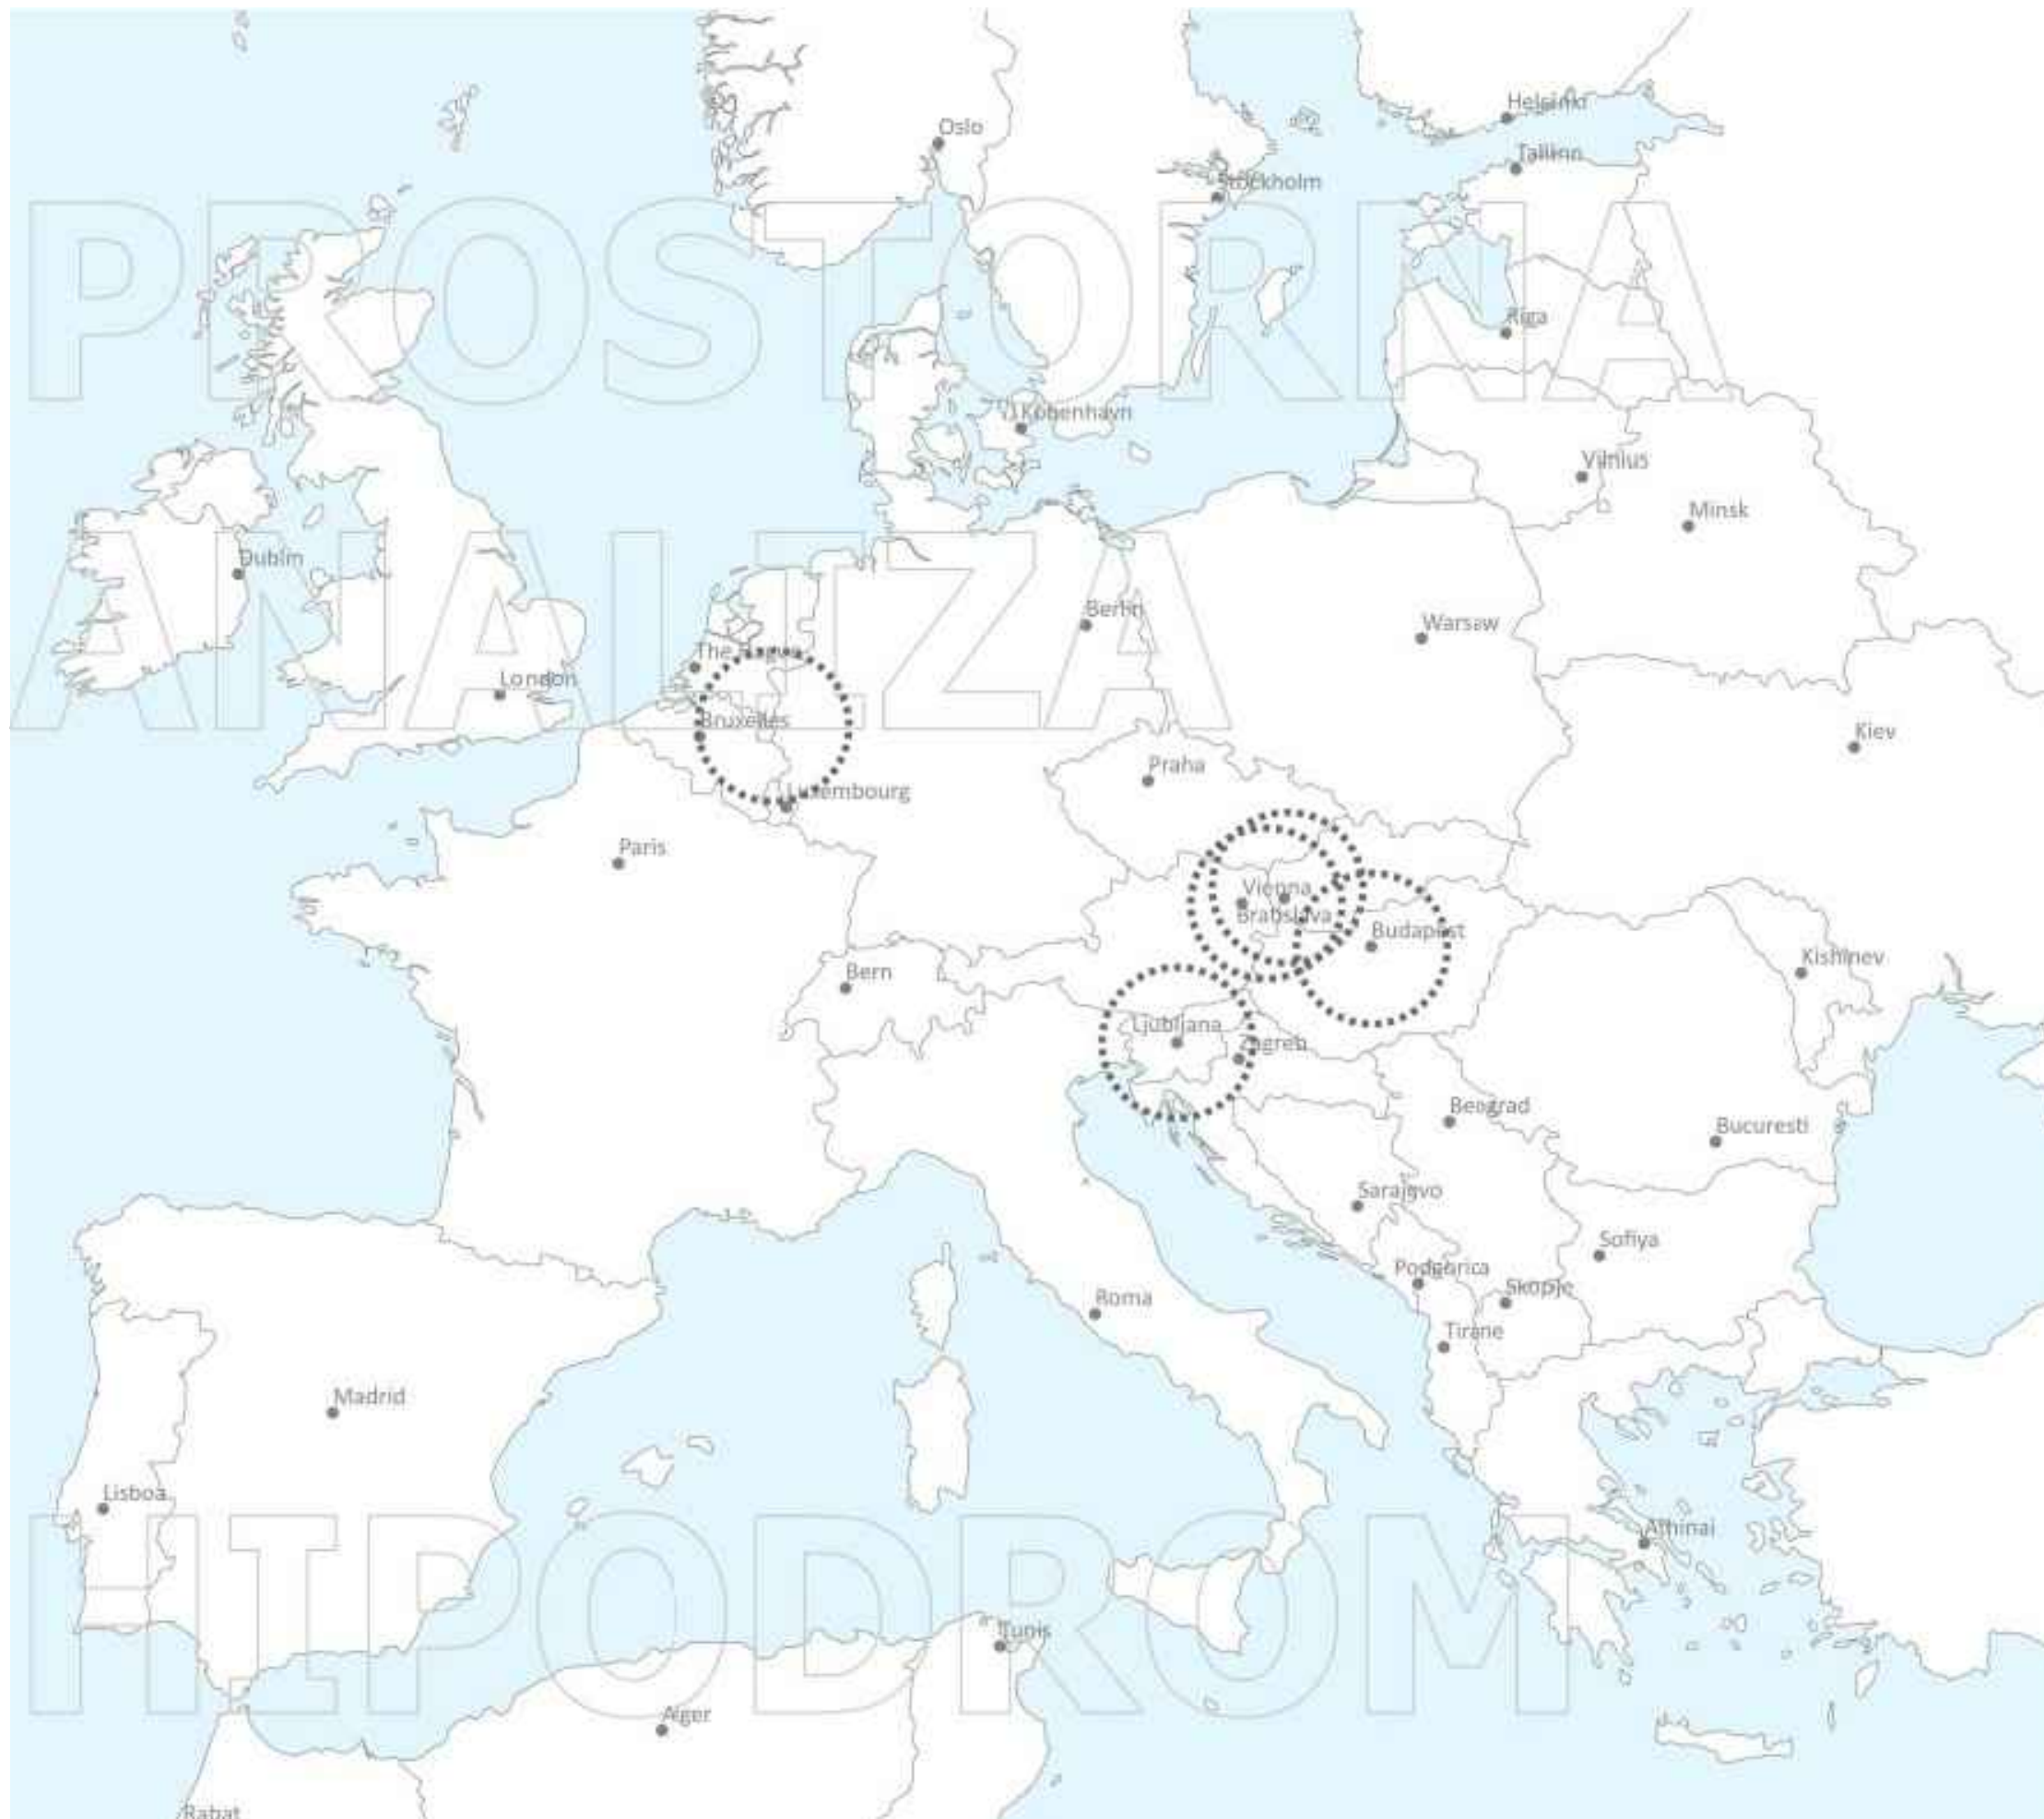 Oslo
Helsinki
Tallinn
Stockholm
PROSTORNA
Riga
København
Vilnius
Minsk
ANALIZA
Dublin
Berlin
Warsaw
The Hague
London
Bruxelles
Kiev
Praha
Luxembourg
Paris
Vienna
Bratislava
Budapest
Kishinev
Bern
Ljubljana
Zagreb
Beograd
Bucuresti
Sarajevo
Sofiya
Podgorica
Skopje
Roma
Tirane
Madrid
Lisboa
HIPODROM
Athinai
Tunis
Alger
Rabat